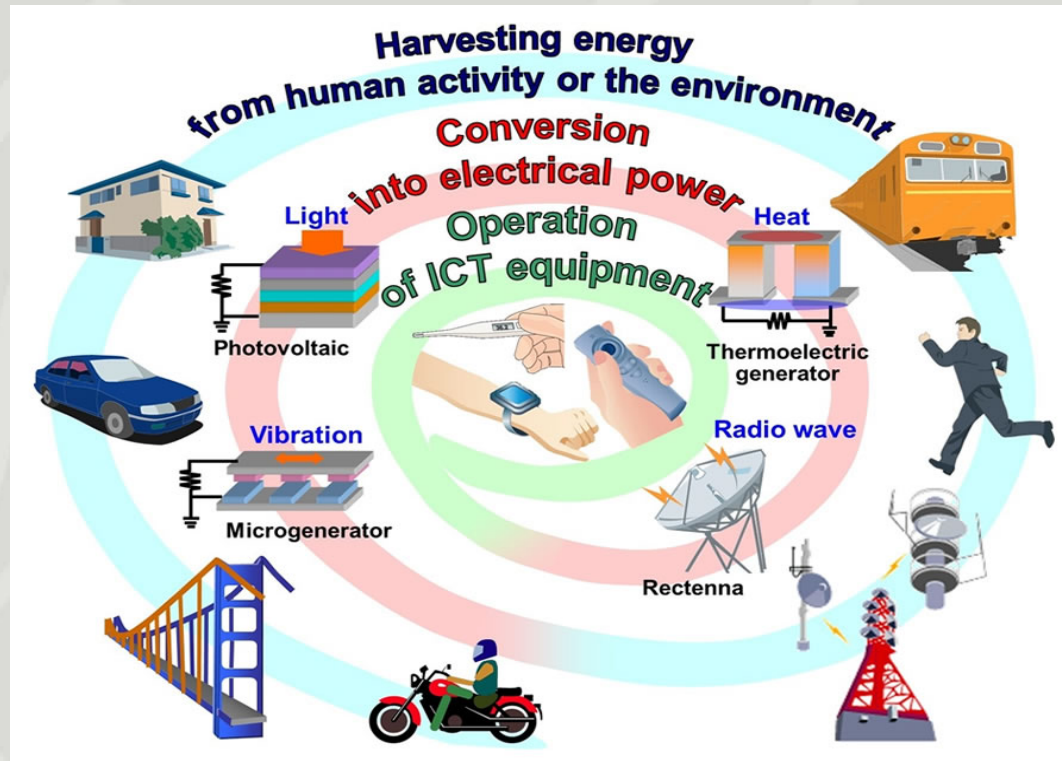 Harvesting energy
from human activity or the environment
Conversion
into electrical power
Operation
of ICT equipment
Light
Photovoltaic
Heat
Thermoelectric
generator
Vibration
Microgenerator
Radio wave
Rectenna